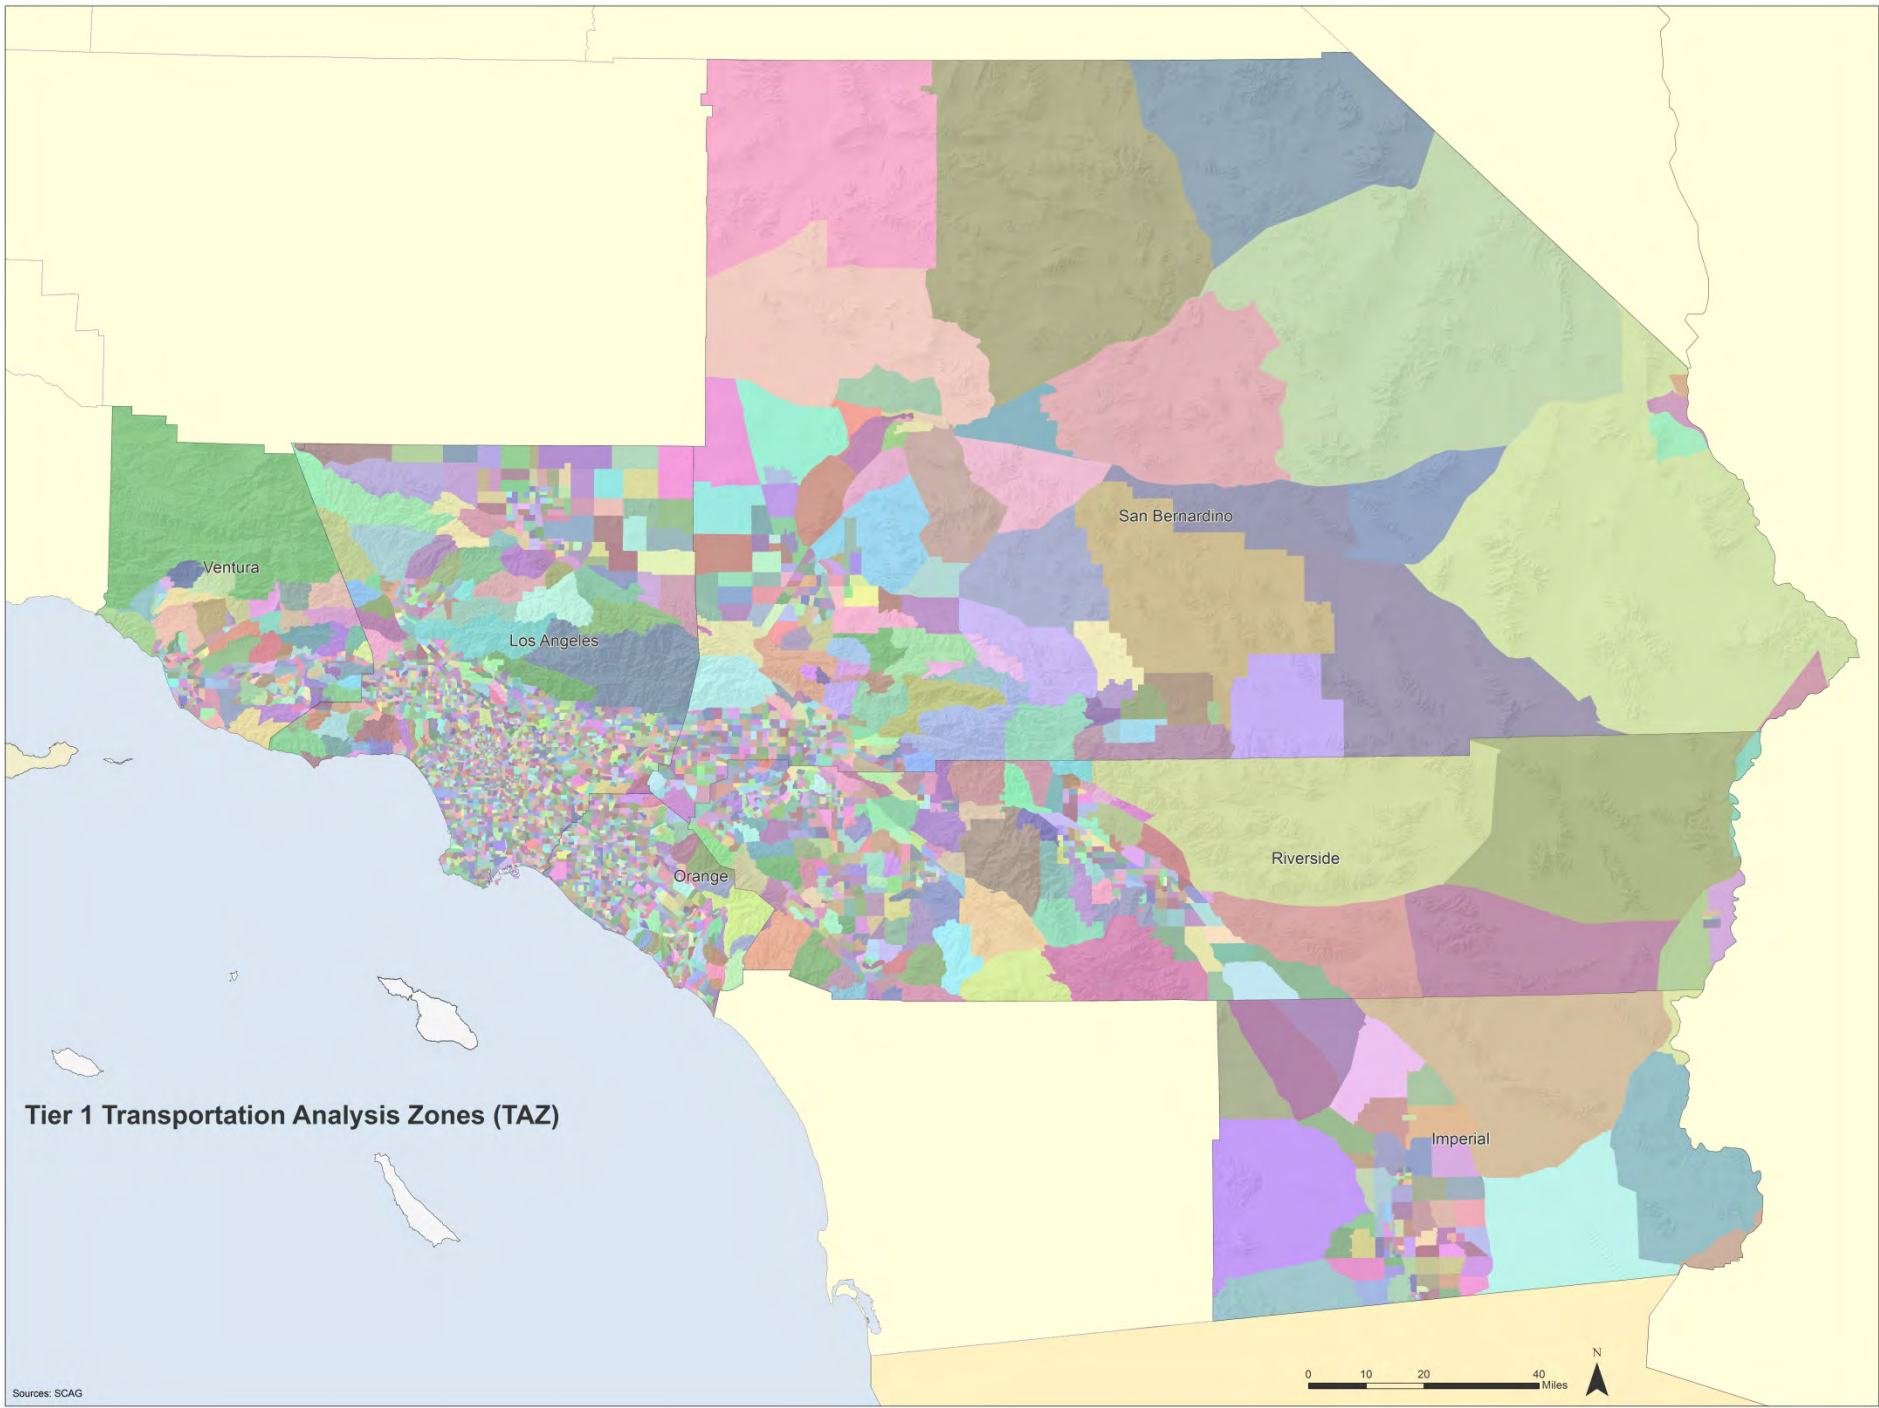 San Bernardino
Ventura
Los Angeles
Riverside
Orange
Tier 1 Transportation Analysis Zones (TAZ)
Imperial
N
0 10 20 40
Miles
Sources: SCAG